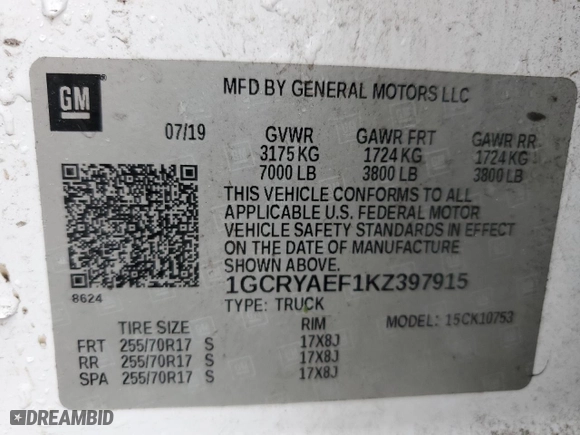 GM
MFD BY GENERAL MOTORS LLC
07/19 GVWR GAWR FRT GAWR RR
3175 KG 1724 KG 1724 KG
7000 LB 3800 LB 3800 LB
THIS VEHICLE CONFORMS TO ALL
APPLICABLE U.S. FEDERAL MOTOR
VEHICLE SAFETY STANDARDS IN EFFECT
ON THE DATE OF MANUFACTURE
SHOWN ABOVE.
8624 1GCRYAEF1KZ397915
TYPE: TRUCK MODEL: 15CK10753
TIRE SIZE RIM
FRT 255/70R17 S 17X8J
RR 255/70R17 S 17X8J
SPA 255/70R17 S 17X8J
DREAMBID